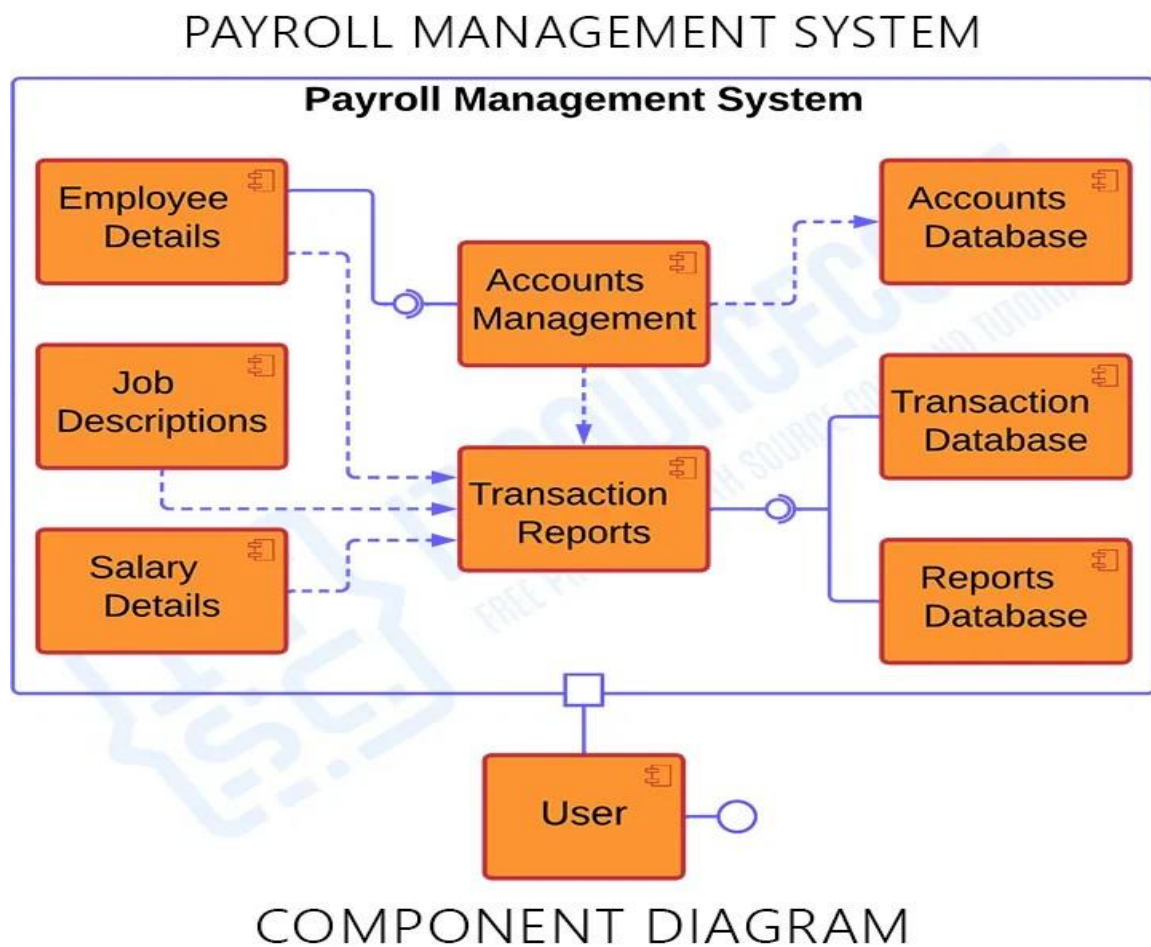 PAYROLL MANAGEMENT SYSTEM
Payroll Management System
Employee
Details
Accounts
Management
Accounts
Database
Job
Descriptions
Transaction
Reports
Transaction
Database
Salary
Details
Reports
Database
User
COMPONENT DIAGRAM